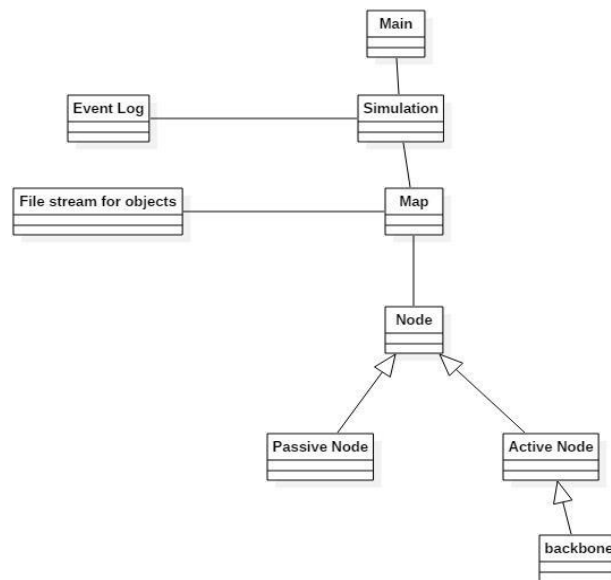 Main
Event Log
Simulation
File stream for objects
Map
Node
Passive Node
Active Node
backbone